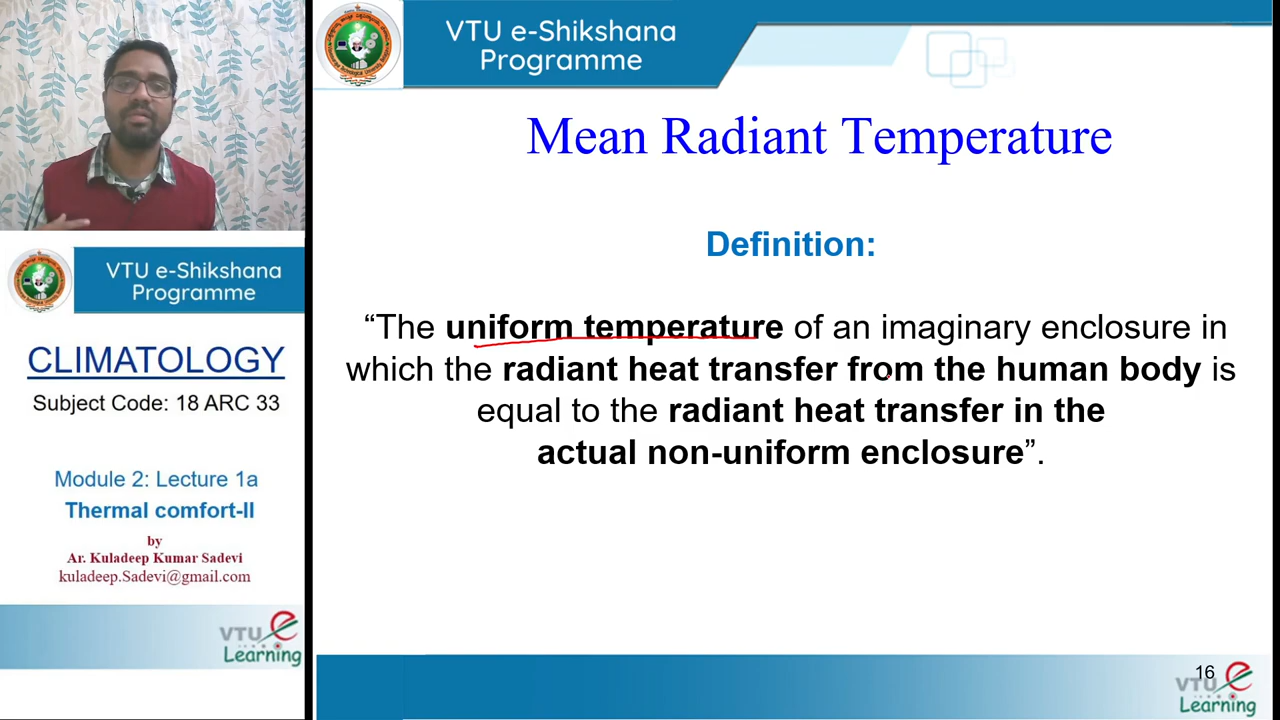 VTU e-Shikshana
Programme
Mean Radiant Temperature
Definition:
“The uniform temperature of an imaginary enclosure in
which the radiant heat transfer from the human body is
equal to the radiant heat transfer in the
actual non-uniform enclosure”.
16
VTU e
Learning
VTU e-Shikshana
Programme
CLIMATOLOGY
Subject Code: 18 ARC 33
Module 2: Lecture 1a
Thermal comfort-II
by
Ar. Kuladeep Kumar Sadevi
kuladeep.Sadevi@gmail.com
VTU e
Learning